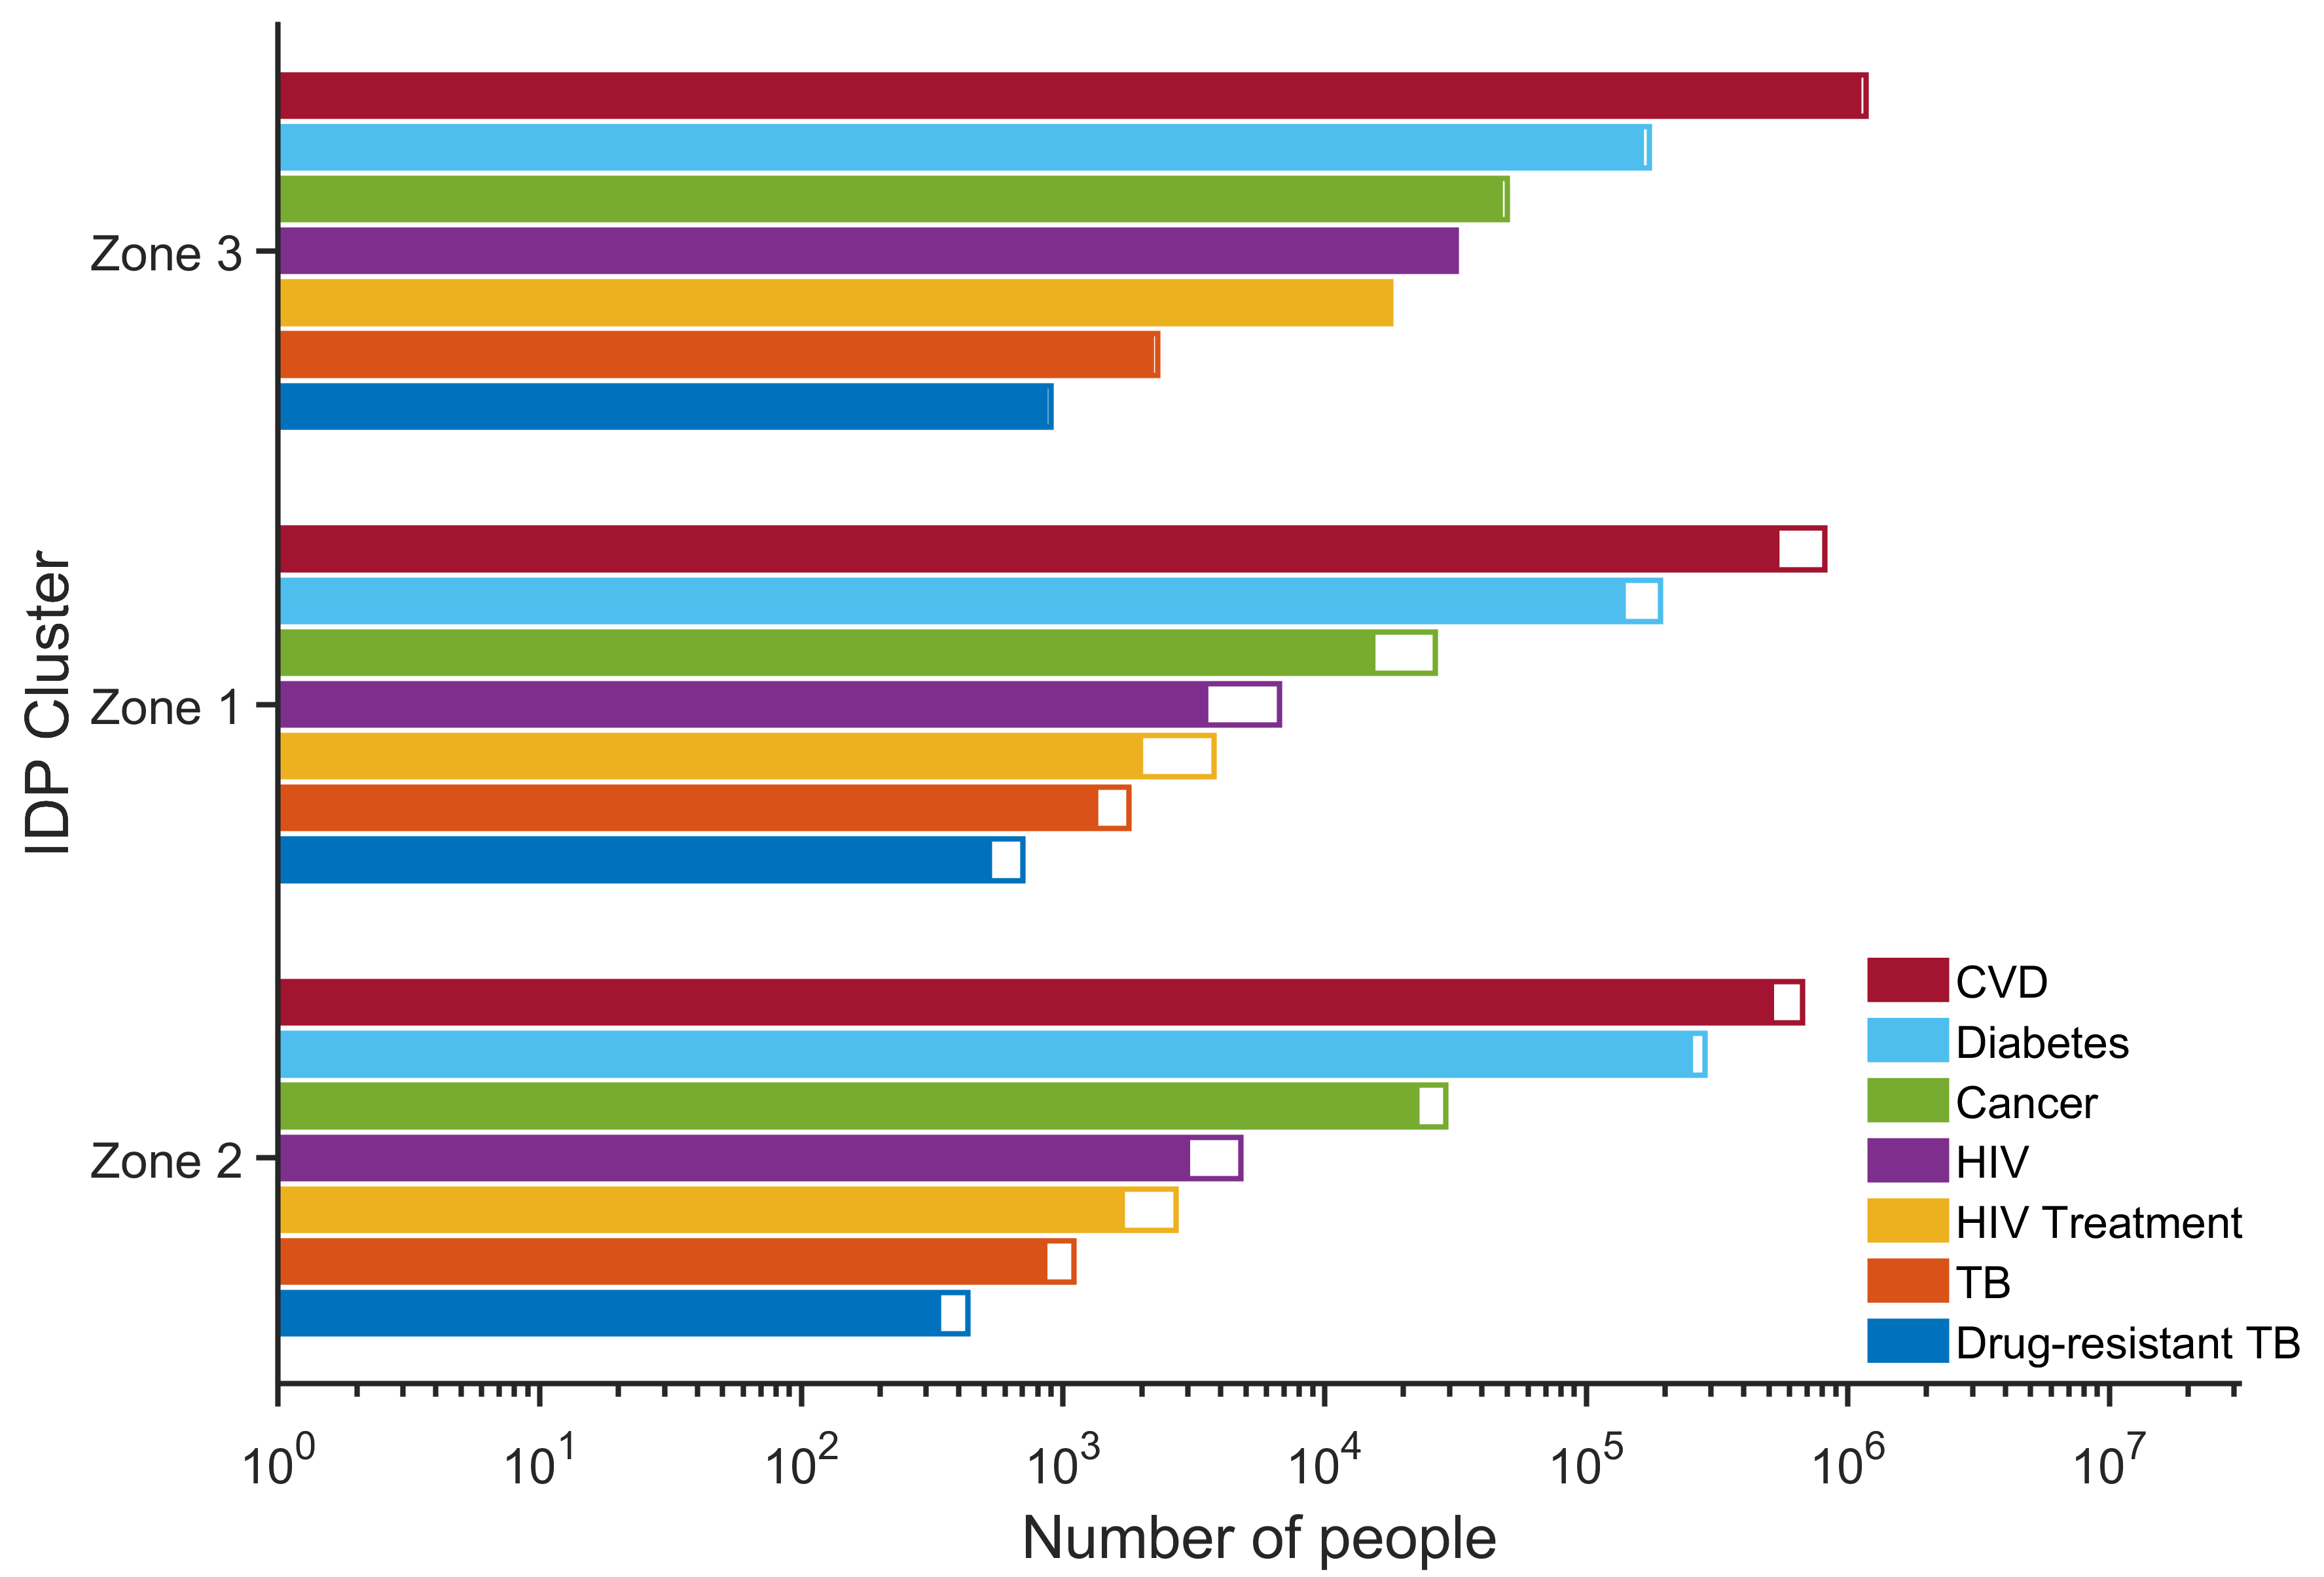 IDP Cluster
Zone 3
Zone 1
Zone 2
CVD
Diabetes
Cancer
HIV
HIV Treatment
TB
Drug-resistant TB
10^0 10^1 10^2 10^3 10^4 10^5 10^6 10^7
Number of people